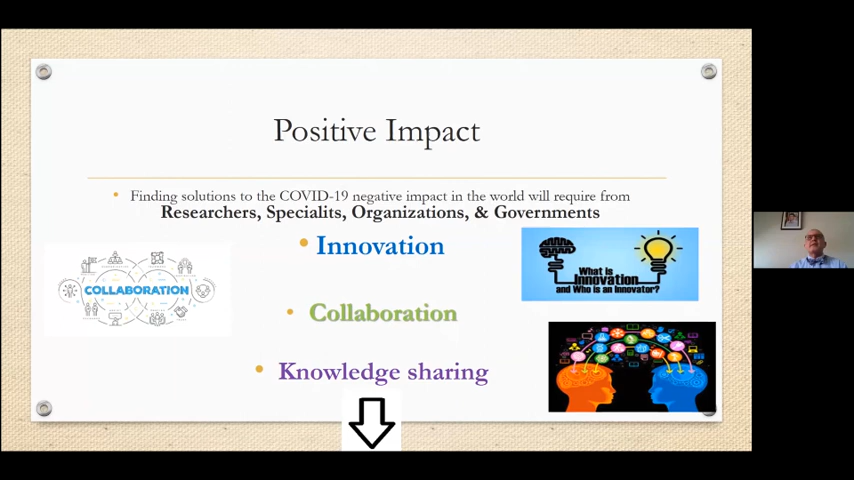 Positive Impact
• Finding solutions to the COVID-19 negative impact in the world will require from
Researchers, Specialits, Organizations, & Governments
• Innovation
• Collaboration
• Knowledge sharing
COLLABORATION
What is
Innovation
and Who is an Innovator?